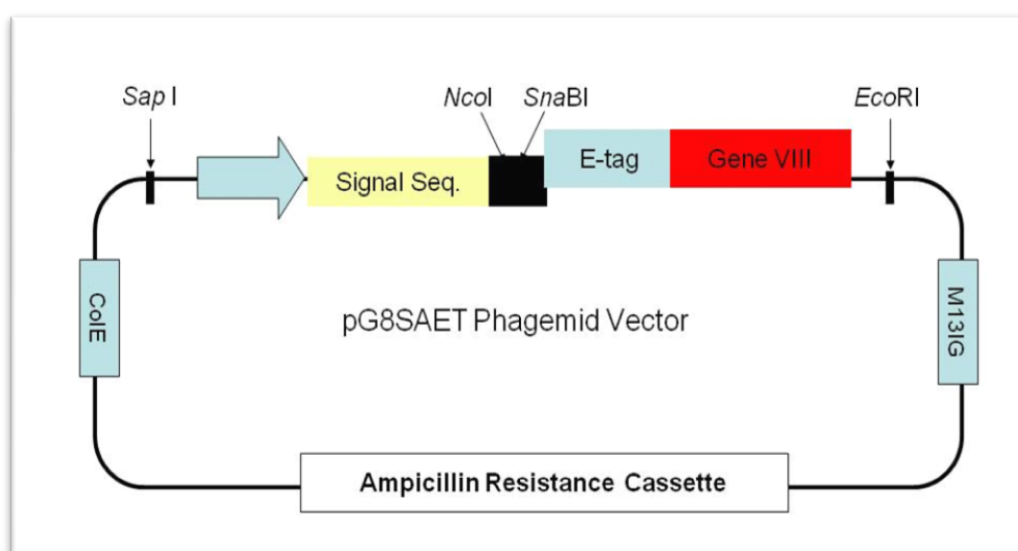 Sap I
NcoI
SnaBI
EcoRI
Signal Seq.
E-tag
Gene VIII
ColE
pG8SAET Phagemid Vector
M13IG
Ampicillin Resistance Cassette